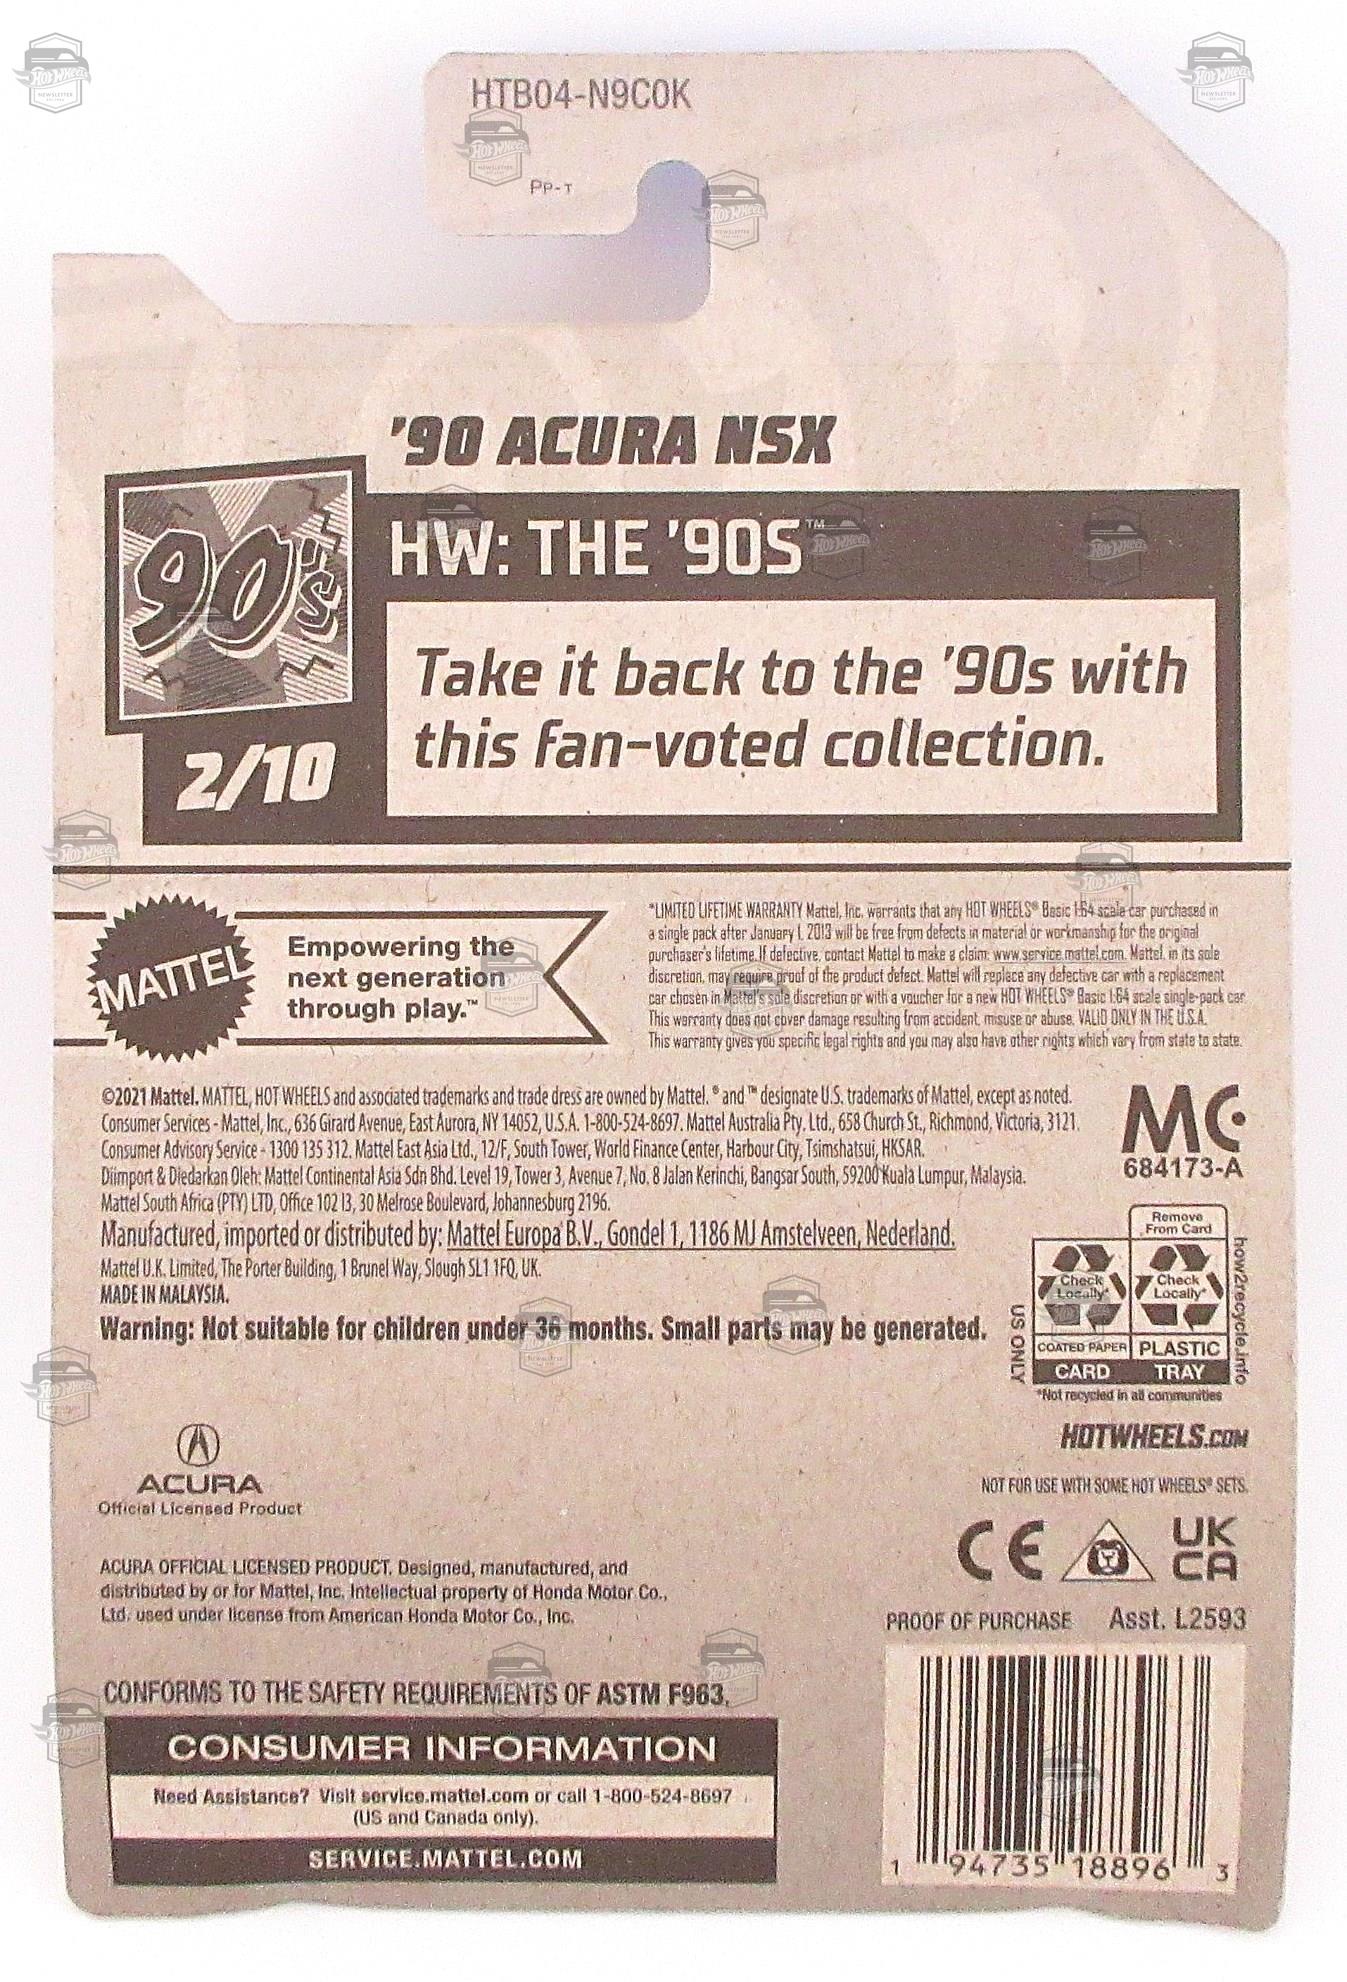 HTB04-N9C0K
PP-T
'90 ACURA NSX
90's
HW: THE '90S™
Take it back to the '90s with
this fan-voted collection.
2/10
MATTEL
Empowering the
next generation
through play.™
*LIMITED LIFETIME WARRANTY Mattel, Inc. warrants that any HOT WHEELS® Basic 1:64 scale car purchased in
a single pack after January 1, 2013 will be free from defects in material or workmanship for the original
purchaser's lifetime. If defective, contact Mattel to make a claim: www.service.mattel.com. Mattel, in its sole
discretion, may require proof of the product defect. Mattel will replace any defective car with a replacement
car chosen in Mattel's sole discretion or with a voucher for a new HOT WHEELS® Basic 1:64 scale single-pack car.
This warranty does not cover damage resulting from accident, misuse or abuse. VALID ONLY IN THE U.S.A.
This warranty gives you specific legal rights and you may also have other rights which vary from state to state.
©2021 Mattel. MATTEL, HOT WHEELS and associated trademarks and trade dress are owned by Mattel. ® and ™ designate U.S. trademarks of Mattel, except as noted.
Consumer Services - Mattel, Inc., 636 Girard Avenue, East Aurora, NY 14052, U.S.A. 1-800-524-8697. Mattel Australia Pty. Ltd., 658 Church St., Richmond, Victoria, 3121.
Consumer Advisory Service - 1300 135 312. Mattel East Asia Ltd., 12/F, South Tower, World Finance Center, Harbour City, Tsimshatsui, HKSAR.
Diimport & Diedarkan Oleh: Mattel Continental Asia Sdn Bhd. Level 19, Tower 3, Avenue 7, No. 8 Jalan Kerinchi, Bangsar South, 59200 Kuala Lumpur, Malaysia.
Mattel South Africa (PTY) LTD, Office 102 I3, 30 Melrose Boulevard, Johannesburg 2196.
Manufactured, imported or distributed by: Mattel Europa B.V., Gondel 1, 1186 MJ Amstelveen, Nederland.
Mattel U.K. Limited, The Porter Building, 1 Brunel Way, Slough SL1 1FQ, UK.
MADE IN MALAYSIA.
Warning: Not suitable for children under 36 months. Small parts may be generated.
MC
684173-A
Remove
From Card
Check
Locally*
Check
Locally*
COATED PAPER
PLASTIC
CARD
TRAY
US ONLY
how2recycle.info
*Not recycled in all communities
HOTWHEELS.COM
NOT FOR USE WITH SOME HOT WHEELS® SETS.
ACURA
Official Licensed Product
CE
UK
CA
ACURA OFFICIAL LICENSED PRODUCT. Designed, manufactured, and
distributed by or for Mattel, Inc. Intellectual property of Honda Motor Co.,
Ltd. used under license from American Honda Motor Co., Inc.
PROOF OF PURCHASE Asst. L2593
CONFORMS TO THE SAFETY REQUIREMENTS OF ASTM F963.
CONSUMER INFORMATION
Need Assistance? Visit service.mattel.com or call 1-800-524-8697
(US and Canada only).
SERVICE.MATTEL.COM
1 94735 18896 3